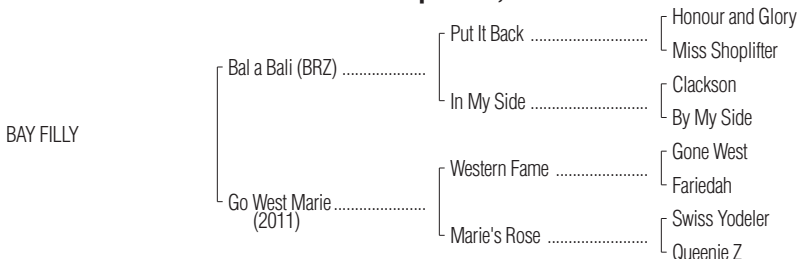 Honour and Glory
Put It Back ......................
Miss Shoplifter
Bal a Bali (BRZ) ....................
Clackson
In My Side ......................
By My Side
BAY FILLY
Gone West
Western Fame ......................
Fariedah
Go West Marie ......................
(2011)
Swiss Yodeler
Marie's Rose ........................
Queenie Z